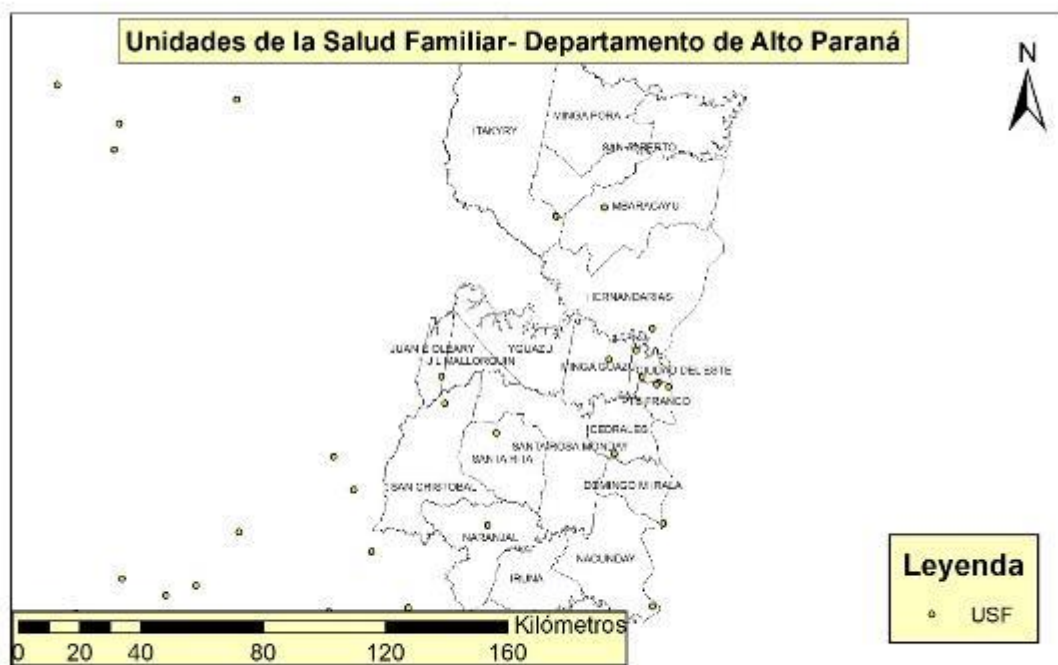 Unidades de la Salud Familiar- Departamento de Alto Paraná
N
MINGA PORA
ITAKYRY
SAN ALBERTO
MBARACAYU
HERNANDARIAS
JUAN E OLEARY
YGUAZU
J L MALLORQUIN
MINGA GUAZU
CIUDAD DEL ESTE
PTE FRANCO
CEDRALES
SANTA ROSA MONDAY
SANTA RITA
SAN CRISTOBAL
DOMINGO M IRALA
NARANJAL
NACUNDAY
IRUNA
Leyenda
USF
Kilómetros
0 20 40 80 120 160